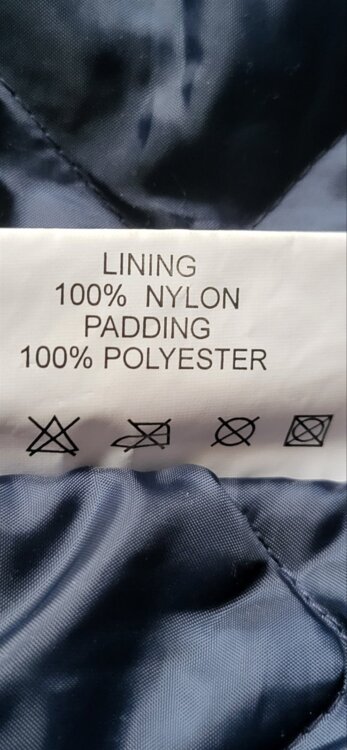 LINING
100% NYLON
PADDING
100% POLYESTER